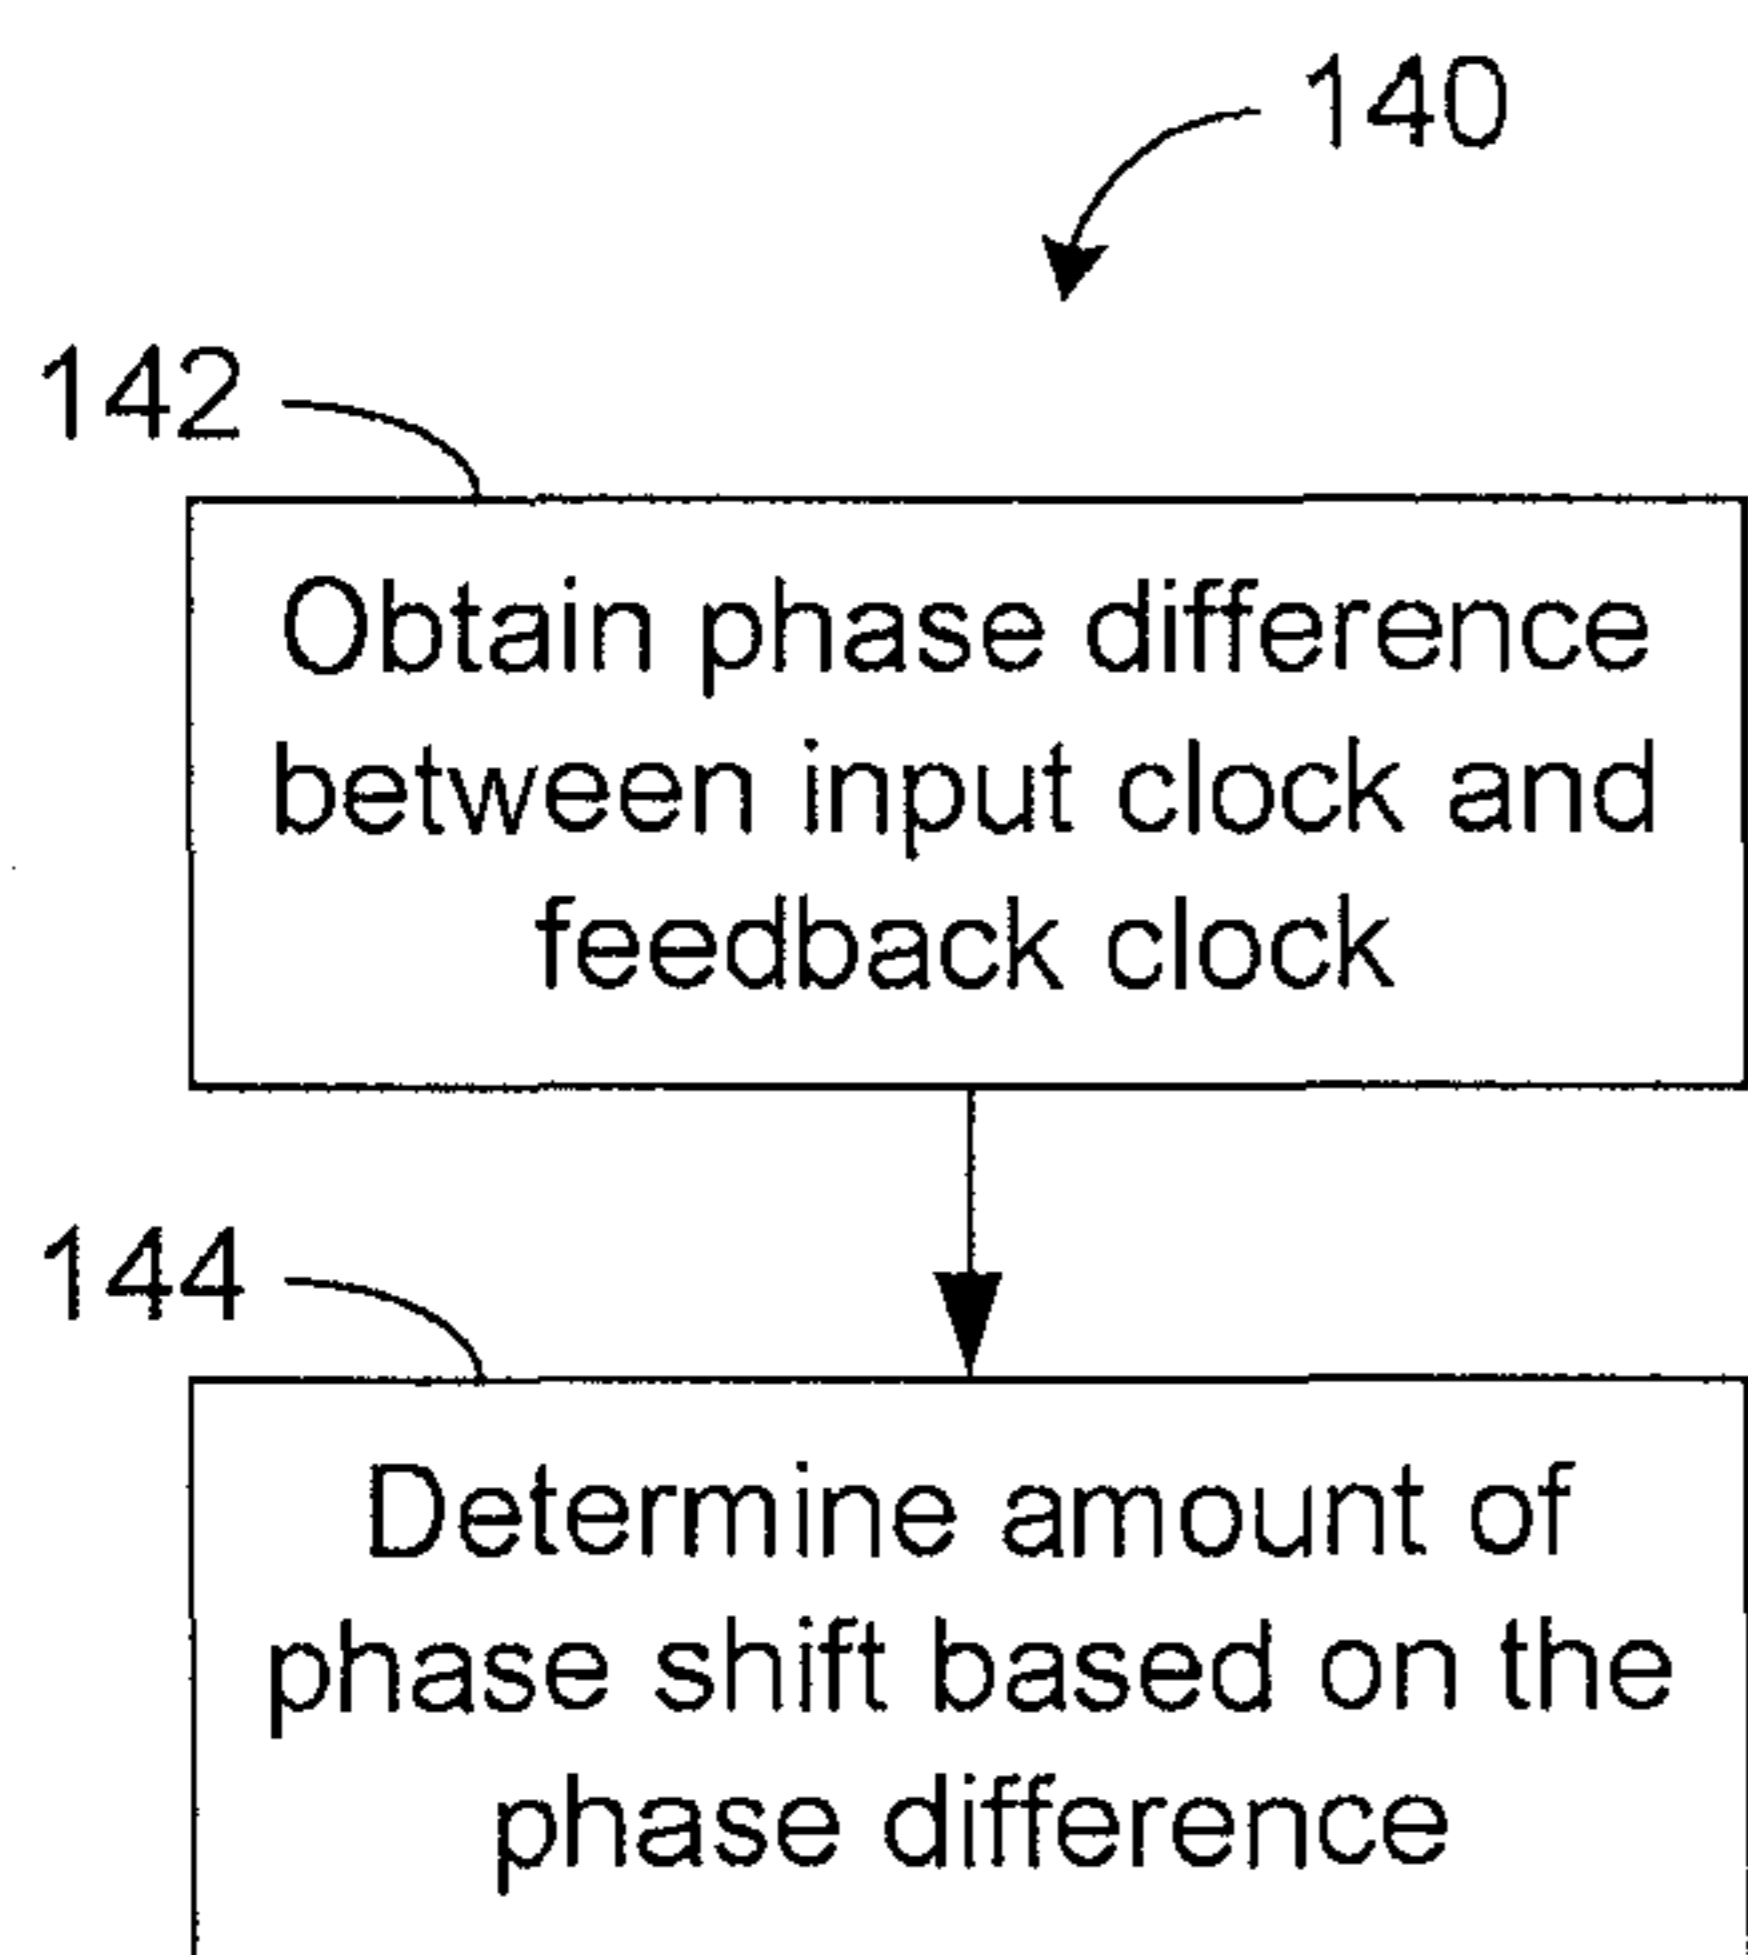 140
142
Obtain phase difference
between input clock and
feedback clock
144
Determine amount of
phase shift based on the
phase difference